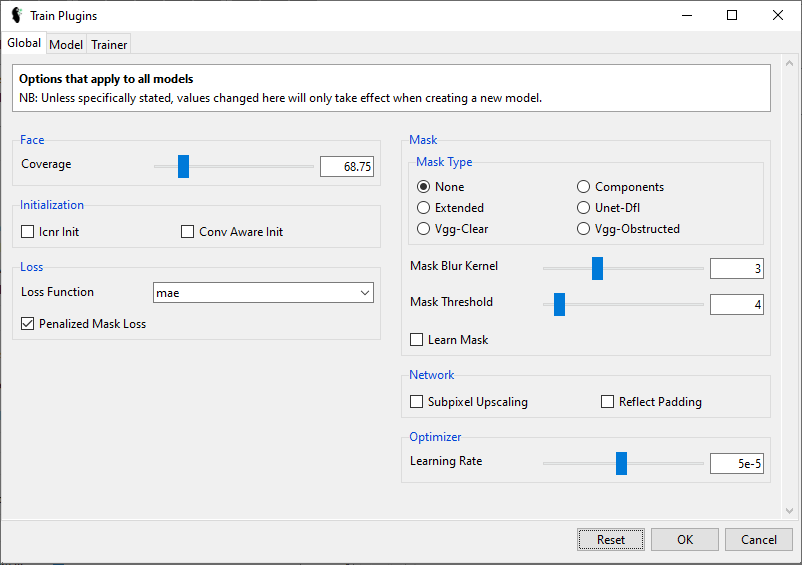 Train Plugins
Global Model Trainer
Options that apply to all models
NB: Unless specifically stated, values changed here will only take effect when creating a new model.
Face
Coverage 68.75
Initialization
Icnr Init Conv Aware Init
Loss
Loss Function mae
Penalized Mask Loss
Mask
Mask Type
None Components
Extended Unet-Dfl
Vgg-Clear Vgg-Obstructed
Mask Blur Kernel 3
Mask Threshold 4
Learn Mask
Network
Subpixel Upscaling Reflect Padding
Optimizer
Learning Rate 5e-5
Reset OK Cancel